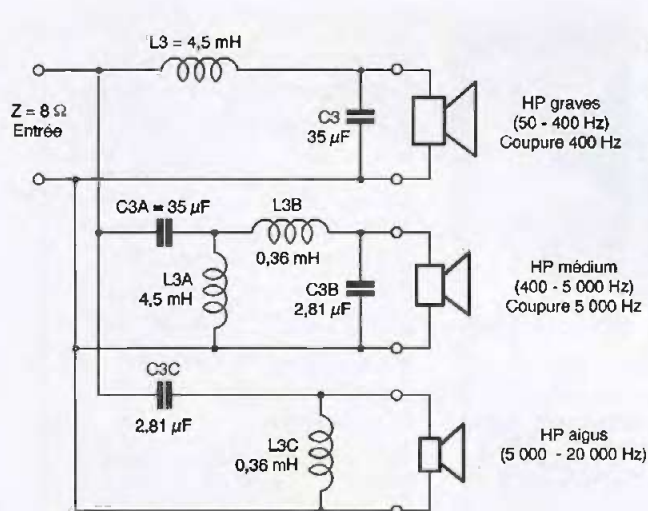 L3 = 4,5 mH
Z = 8 Ω
Entrée
C3
35 µF
HP graves
(50 - 400 Hz)
Coupure 400 Hz
C3A = 35 µF
L3B
0,36 mH
L3A
4,5 mH
C3B
2,81 µF
HP médium
(400 - 5 000 Hz)
Coupure 5 000 Hz
C3C
2,81 µF
L3C
0,36 mH
HP aigus
(5 000 - 20 000 Hz)